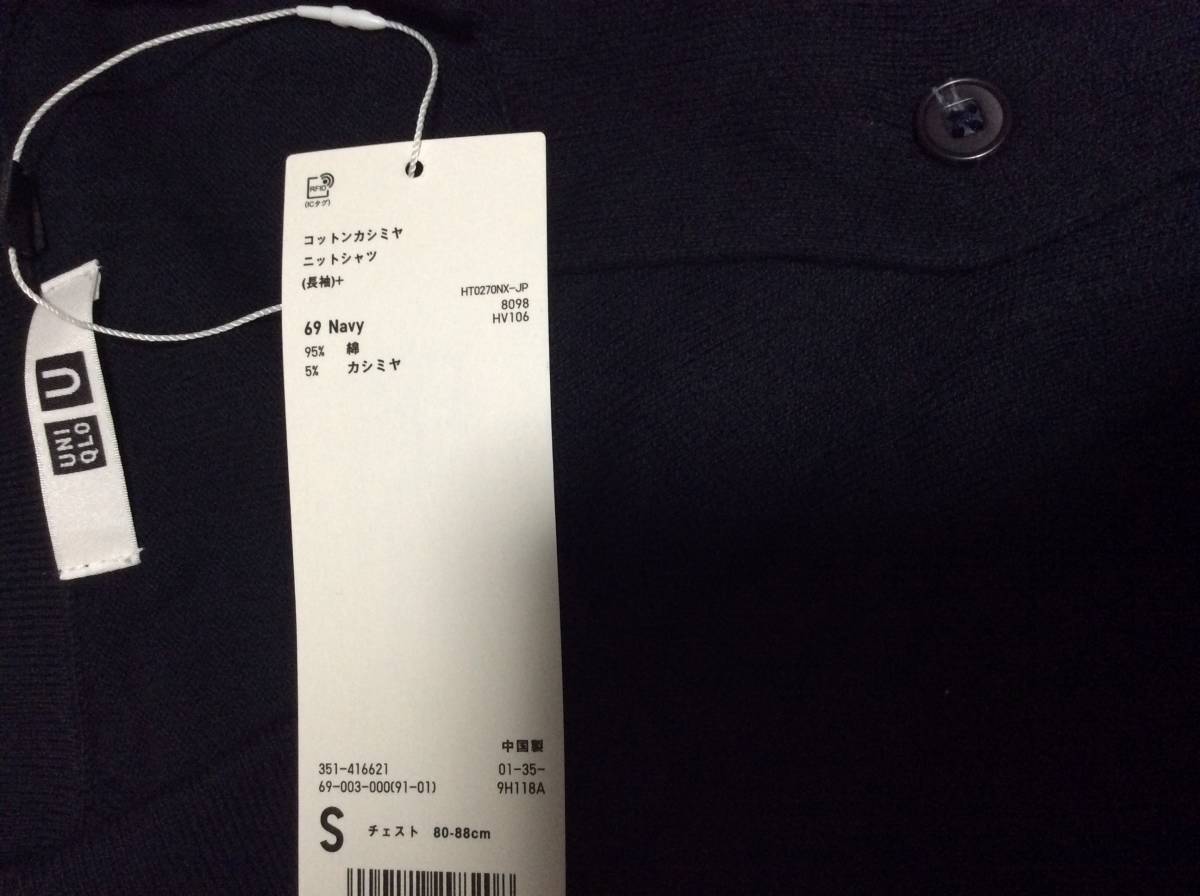 RFID
(ICタグ)
コットンカシミヤ
ニットシャツ
(長袖)+
HT0270NX-JP
8098
HV106
69 Navy
95% 綿
5% カシミヤ
U
UNI
QLO
中国製
351-416621 01-35-
69-003-000(91-01) 9H118A
S チェスト 80-88cm